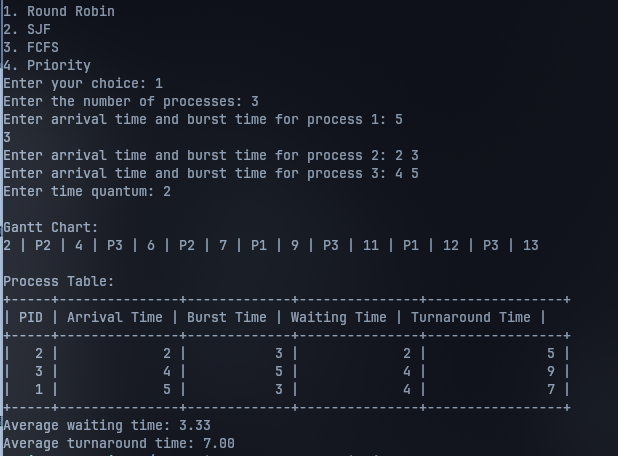 1. Round Robin
2. SJF
3. FCFS
4. Priority
Enter your choice: 1
Enter the number of processes: 3
Enter arrival time and burst time for process 1: 5
3
Enter arrival time and burst time for process 2: 2 3
Enter arrival time and burst time for process 3: 4 5
Enter time quantum: 2

Gantt Chart:
2 | P2 | 4 | P3 | 6 | P2 | 7 | P1 | 9 | P3 | 11 | P1 | 12 | P3 | 13

Process Table:
+-----+---------------+-------------+---------------+-----------------+
| PID | Arrival Time | Burst Time | Waiting Time | Turnaround Time |
+-----+---------------+-------------+---------------+-----------------+
|   2 |             2 |           3 |             2 |               5 |
|   3 |             4 |           5 |             4 |               9 |
|   1 |             5 |           3 |             4 |               7 |
+-----+---------------+-------------+---------------+-----------------+
Average waiting time: 3.33
Average turnaround time: 7.00